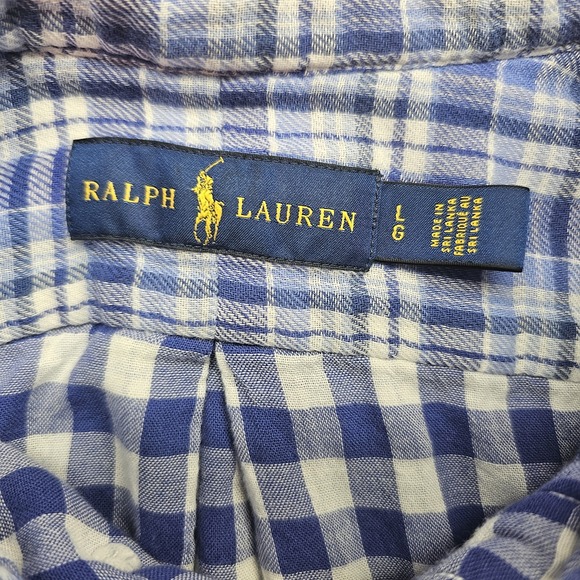 RALPH LAUREN
L
G
MADE IN
SRI LANKA
FABRIQUÉ AU
SRI LANKA